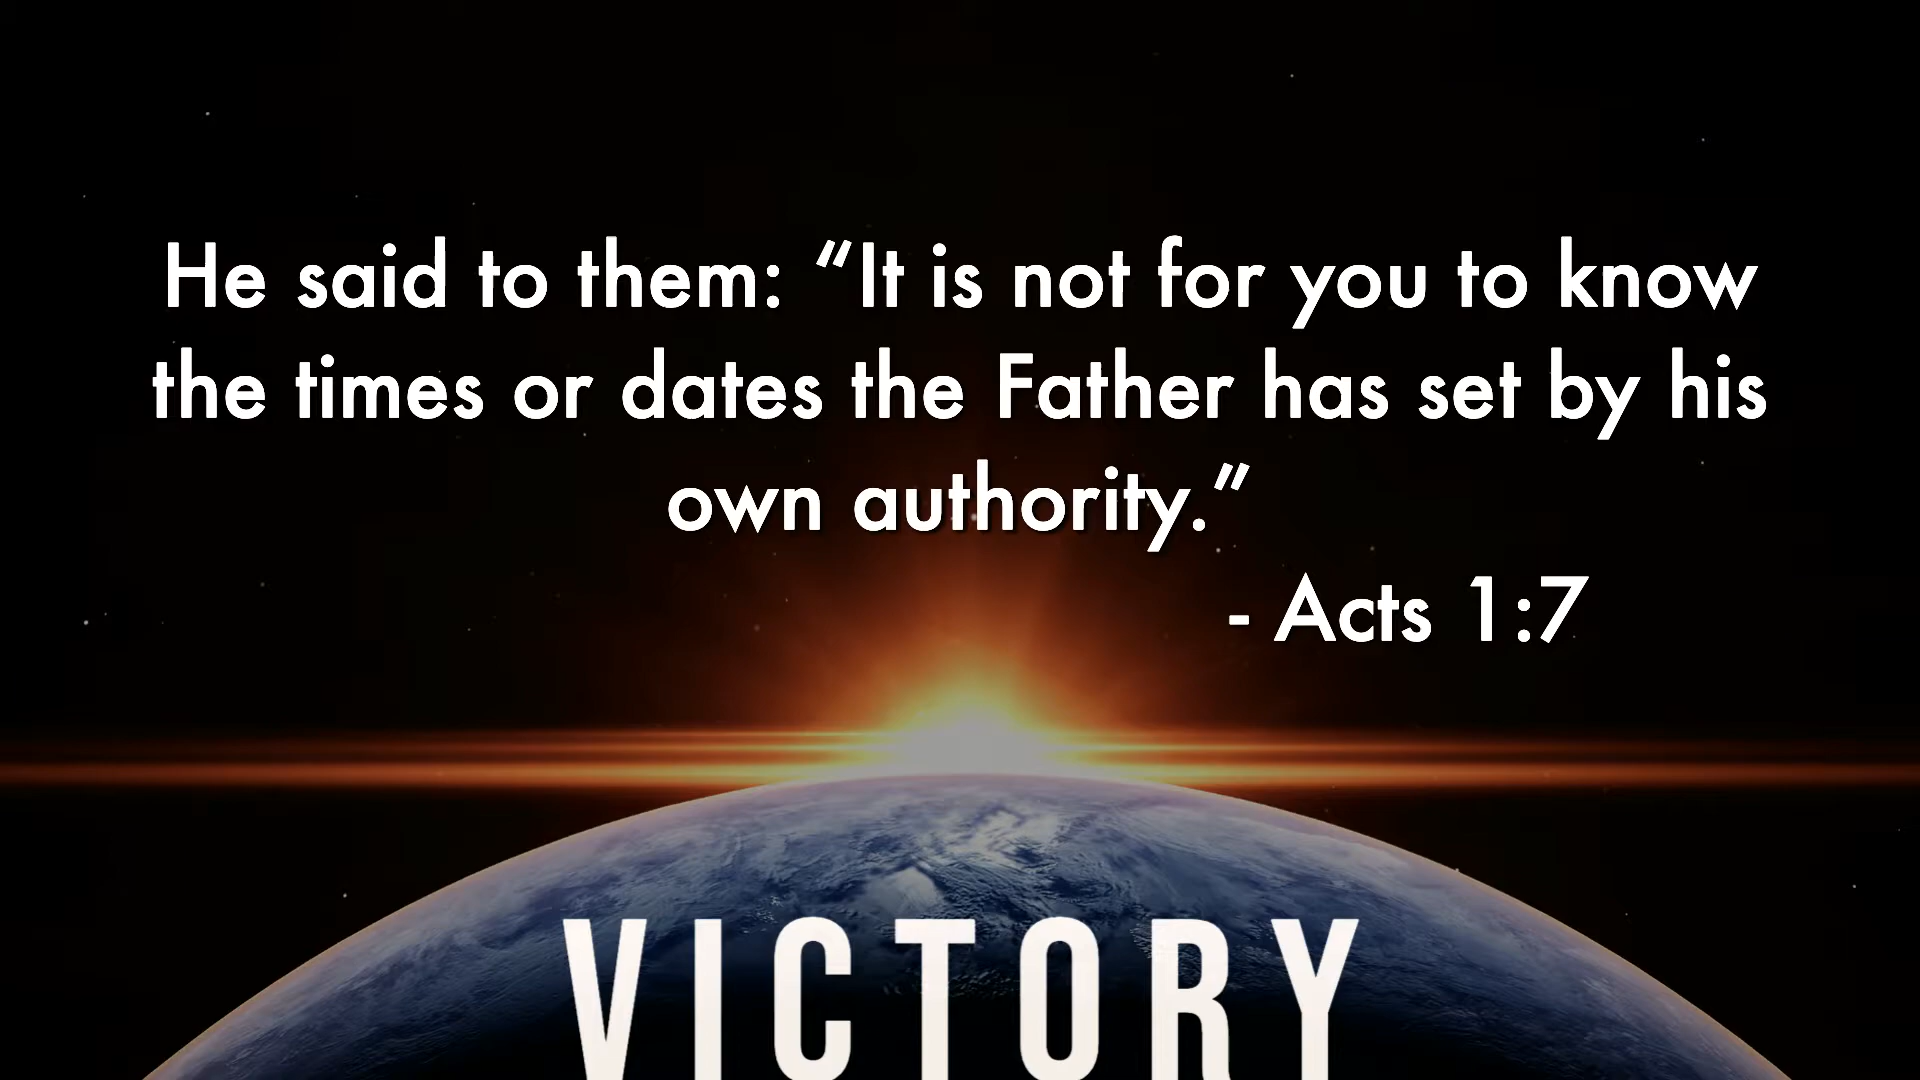 He said to them: “It is not for you to know
the times or dates the Father has set by his
own authority.”
- Acts 1:7
VICTORY